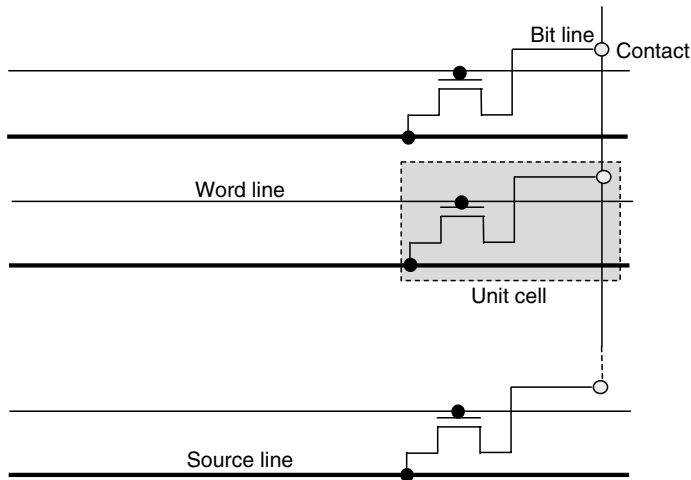 Bit line
Contact
Word line
Unit cell
Source line